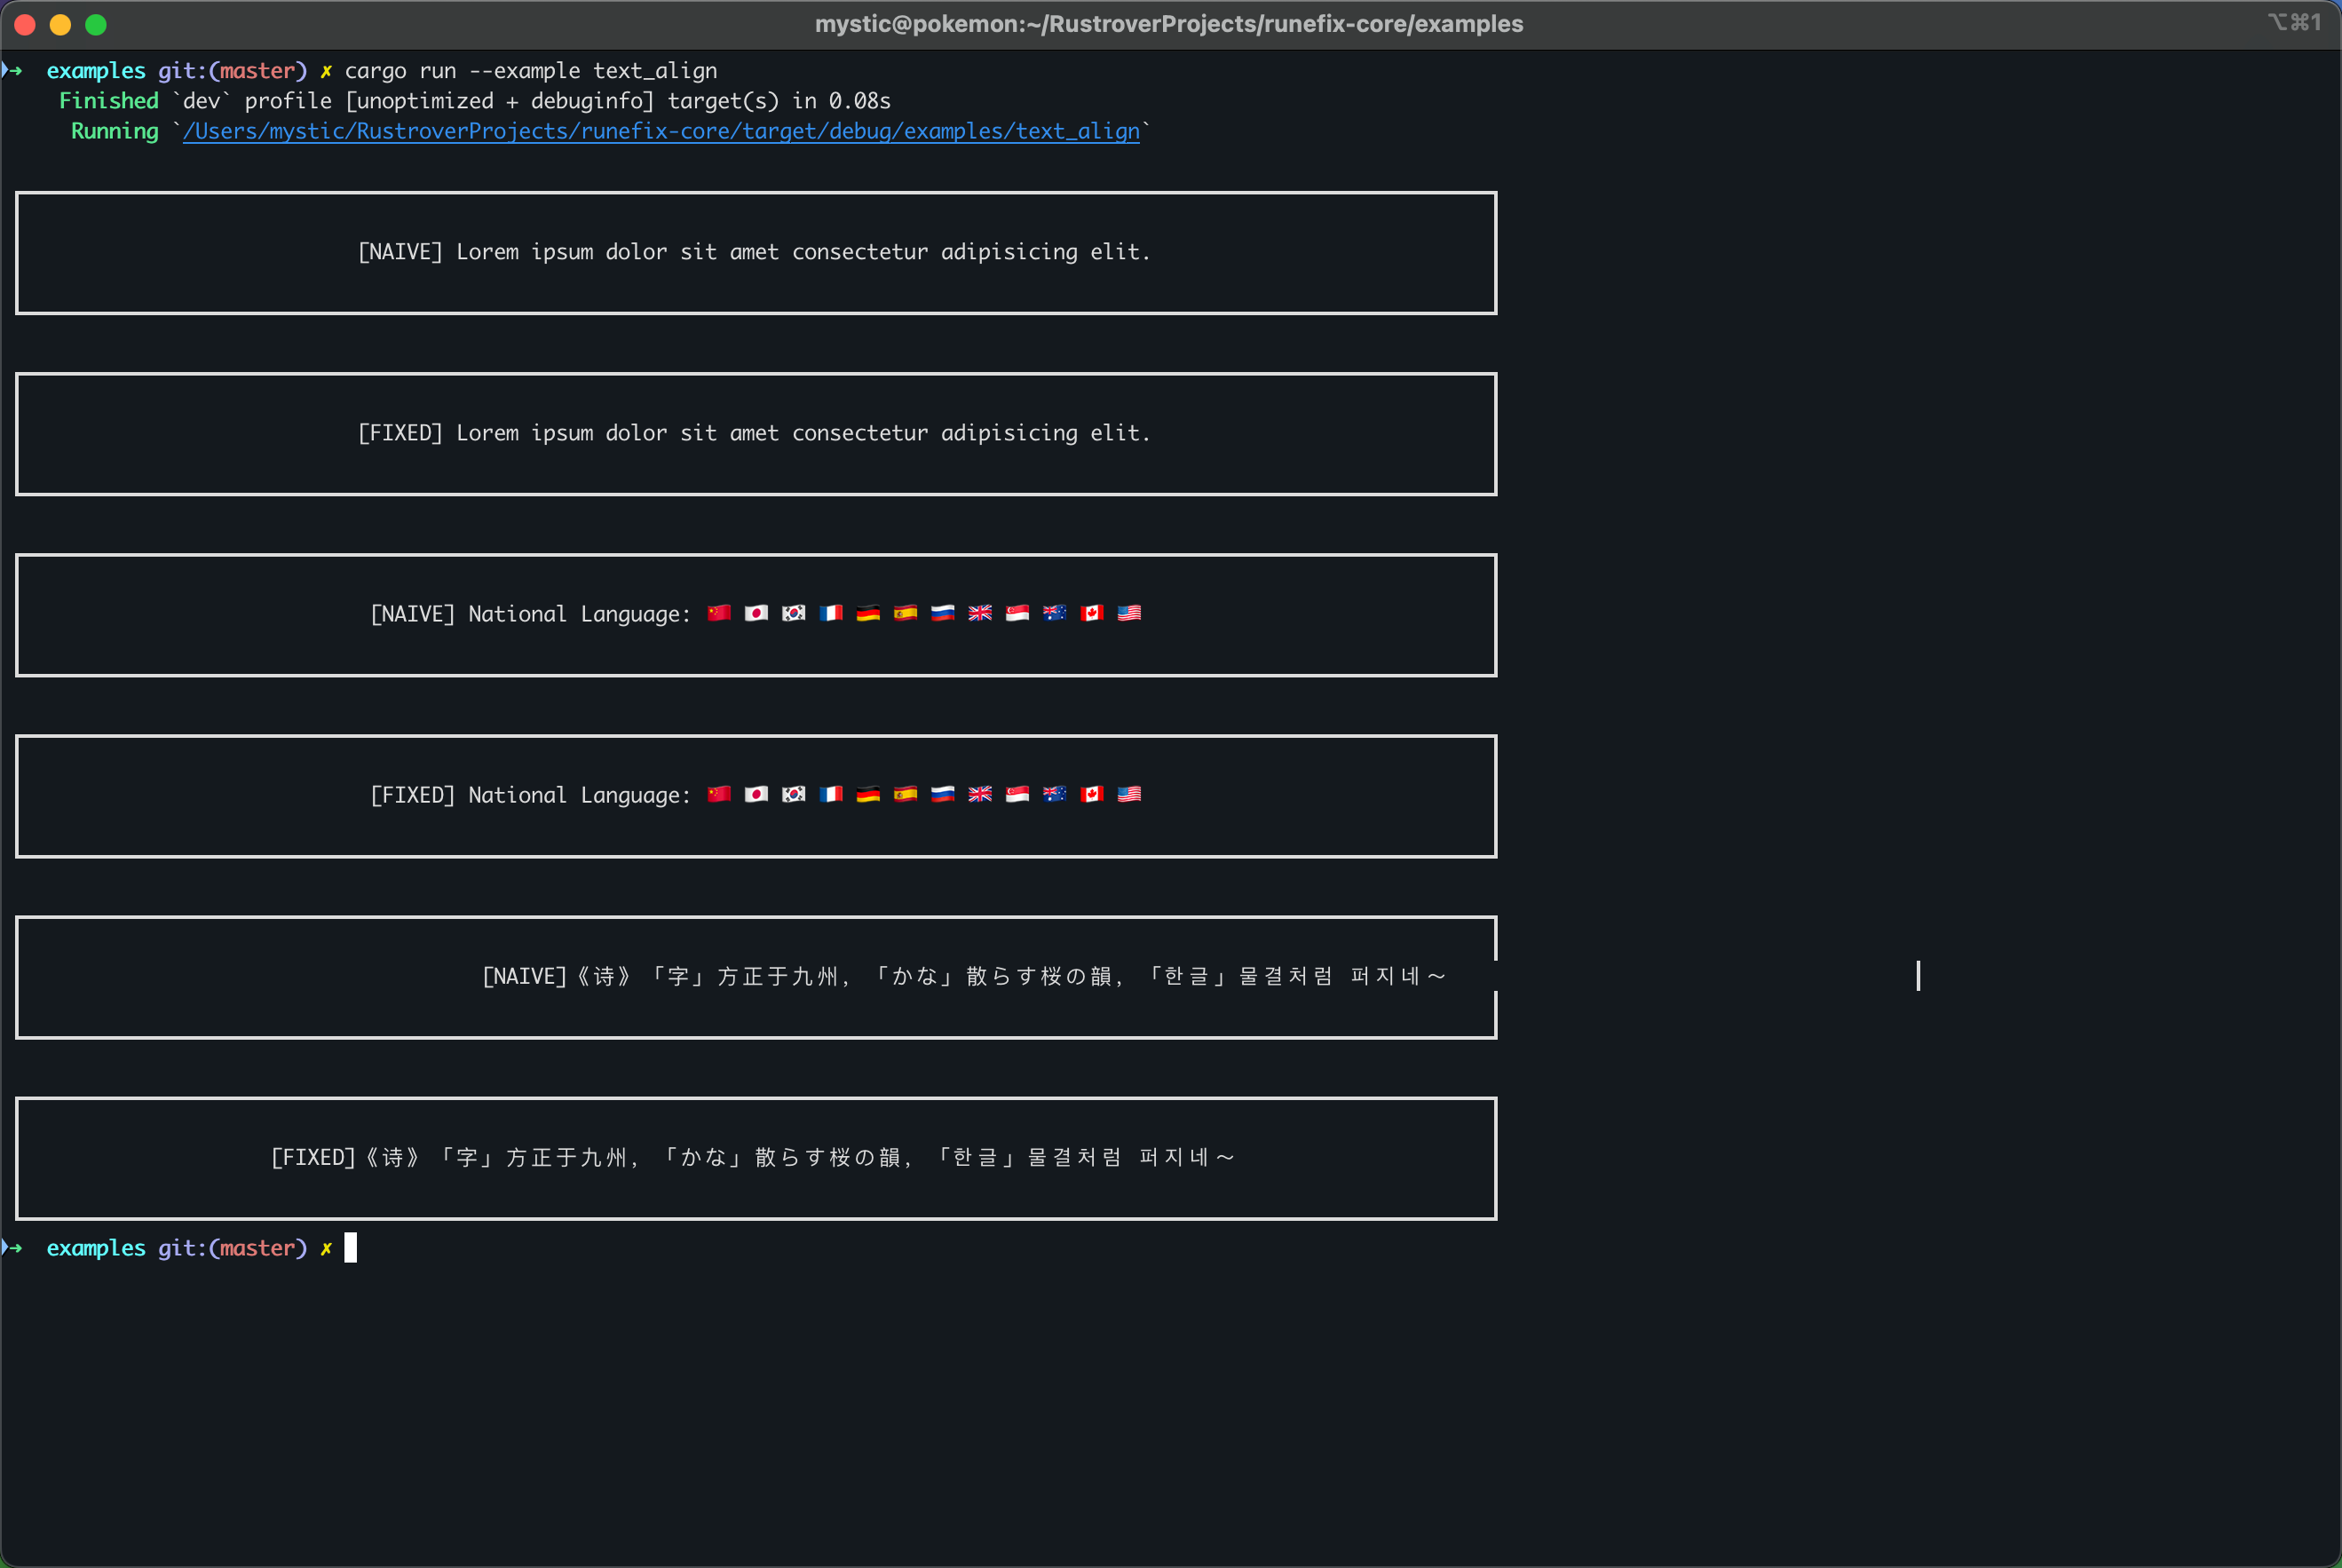 mystic@pokemon:~/RustroverProjects/runefix-core/examples ⌥⌘1
➜ examples git:(master) ✗ cargo run --example text_align
Finished `dev` profile [unoptimized + debuginfo] target(s) in 0.08s
Running `/Users/mystic/RustroverProjects/runefix-core/target/debug/examples/text_align`
[NAIVE] Lorem ipsum dolor sit amet consectetur adipisicing elit.
[FIXED] Lorem ipsum dolor sit amet consectetur adipisicing elit.
[NAIVE] National Language: 🇨🇳 🇯🇵 🇰🇷 🇫🇷 🇩🇪 🇪🇸 🇷🇺 🇬🇧 🇸🇬 🇦🇺 🇨🇦 🇺🇸
[FIXED] National Language: 🇨🇳 🇯🇵 🇰🇷 🇫🇷 🇩🇪 🇪🇸 🇷🇺 🇬🇧 🇸🇬 🇦🇺 🇨🇦 🇺🇸
[NAIVE]《诗》「字」方正于九州，「かな」散らす桜の韻，「한글」물결처럼 퍼지네～
[FIXED]《诗》「字」方正于九州，「かな」散らす桜の韻，「한글」물결처럼 퍼지네～
➜ examples git:(master) ✗